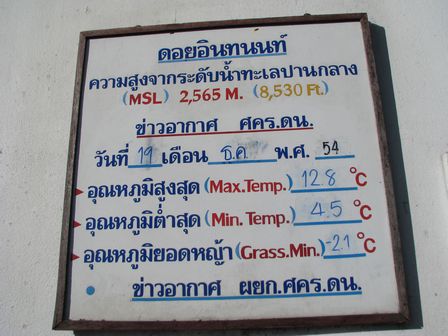 ดอยอินทนนท์
ความสูงจากระดับน้ำทะเลปานกลาง
(MSL) 2,565 M. (8,530 Ft.)
ข่าวอากาศ ศคร.ดน.
วันที่ 19 เดือน ธ.ค. พ.ศ. 54
อุณหภูมิสูงสุด (Max.Temp.) 12.8 °C
อุณหภูมิต่ำสุด (Min. Temp.) 4.5 °C
อุณหภูมิยอดหญ้า (Grass.Min.) -2.1 °C
ข่าวอากาศ ผยก.ศคร.ดน.